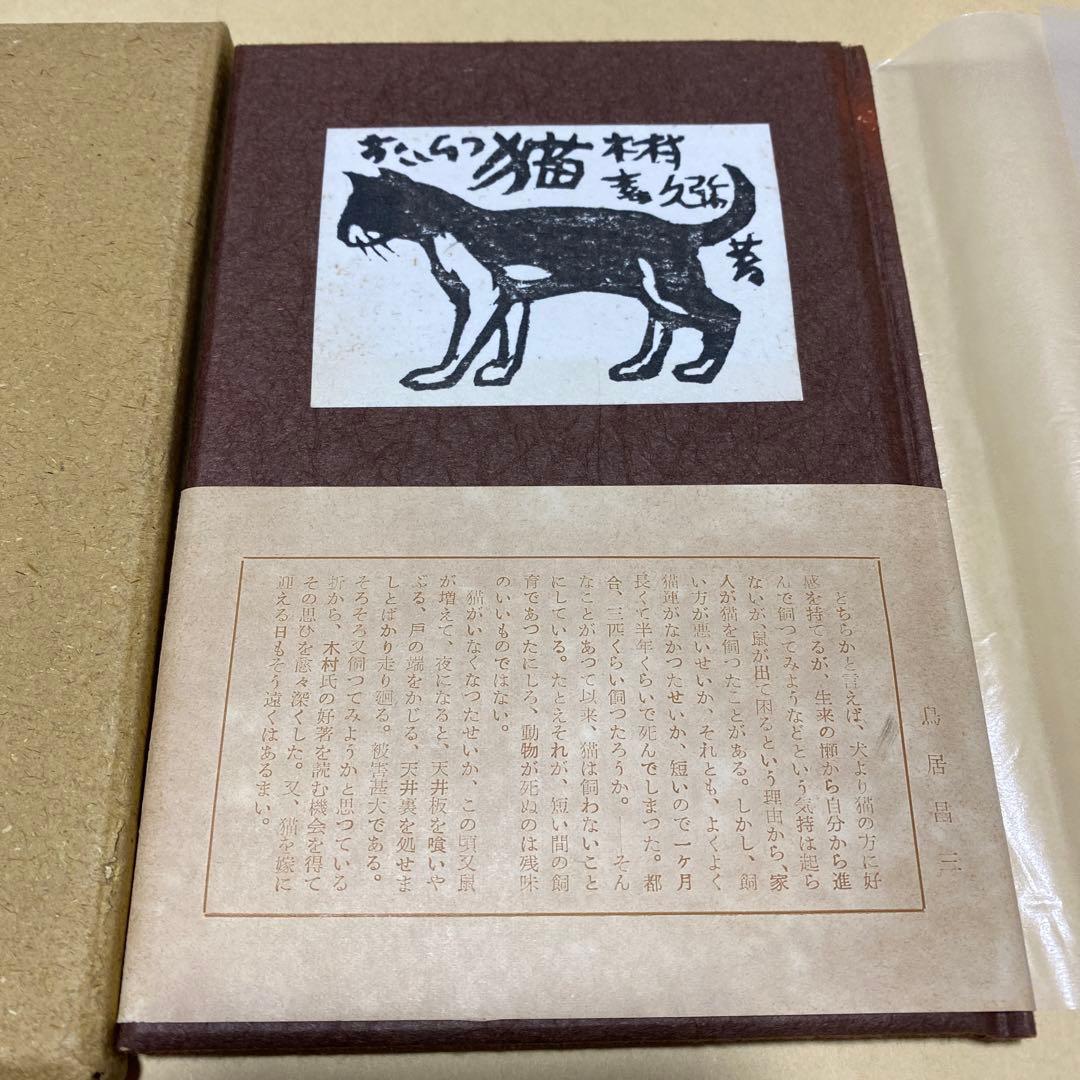 ずいひつ猫
木村
喜久弥
鳥居昌三
どちらかと言えば、犬より猫の方に好
感を持てるが、生来の懶から自分から進
んで飼つてみようなどという気持は起ら
ないが、鼠が出て困るという理由から、家
人が猫を飼つたことがある。しかし、飼
い方が悪いせいか、それとも、よくよく
猫運がなかつたせいか、短いので一ヶ月
長くて半年くらいで死んでしまつた。都
合、三匹くらい飼つたろうか。――そん
なことがあつて以来、猫は飼わないこと
にしている。たとえそれが、短い間の飼
育であつたにしろ、動物が死ぬのは残味
のいいものではない。
猫がいなくなつたせいか、この頃又鼠
が増えて、夜になると、天井板を喰いや
ぶる、戸の端をかじる、天井裏を処せま
しとばかり走り廻る。被害甚大である。
そろそろ又飼つてみようかと思つている
折から、木村氏の好著を読む機会を得て
その思ひを愈々深くした。又、猫を家に
迎える日もそう遠くはあるまい。